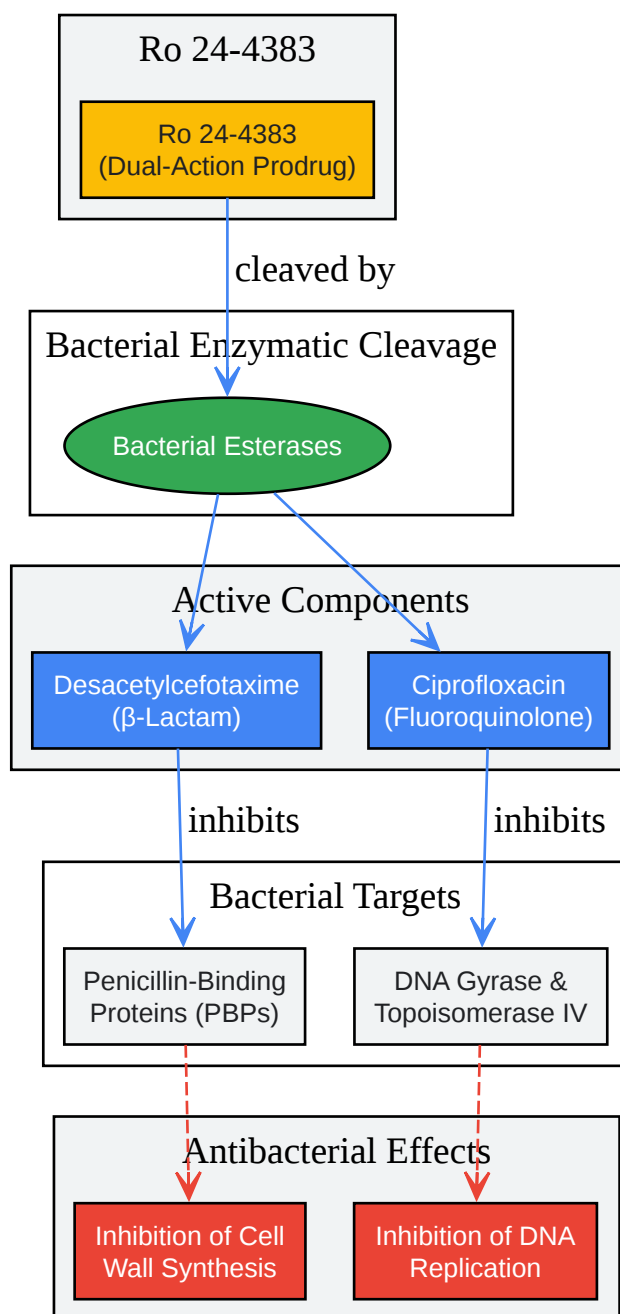 Ro 24-4383
Ro 24-4383
(Dual-Action Prodrug)
cleaved by
Bacterial Enzymatic Cleavage
Bacterial Esterases
Active Components
Desacetylcefotaxime
(β-Lactam)
Ciprofloxacin
(Fluoroquinolone)
inhibits
inhibits
Bacterial Targets
Penicillin-Binding
Proteins (PBPs)
DNA Gyrase &
Topoisomerase IV
Antibacterial Effects
Inhibition of Cell
Wall Synthesis
Inhibition of DNA
Replication